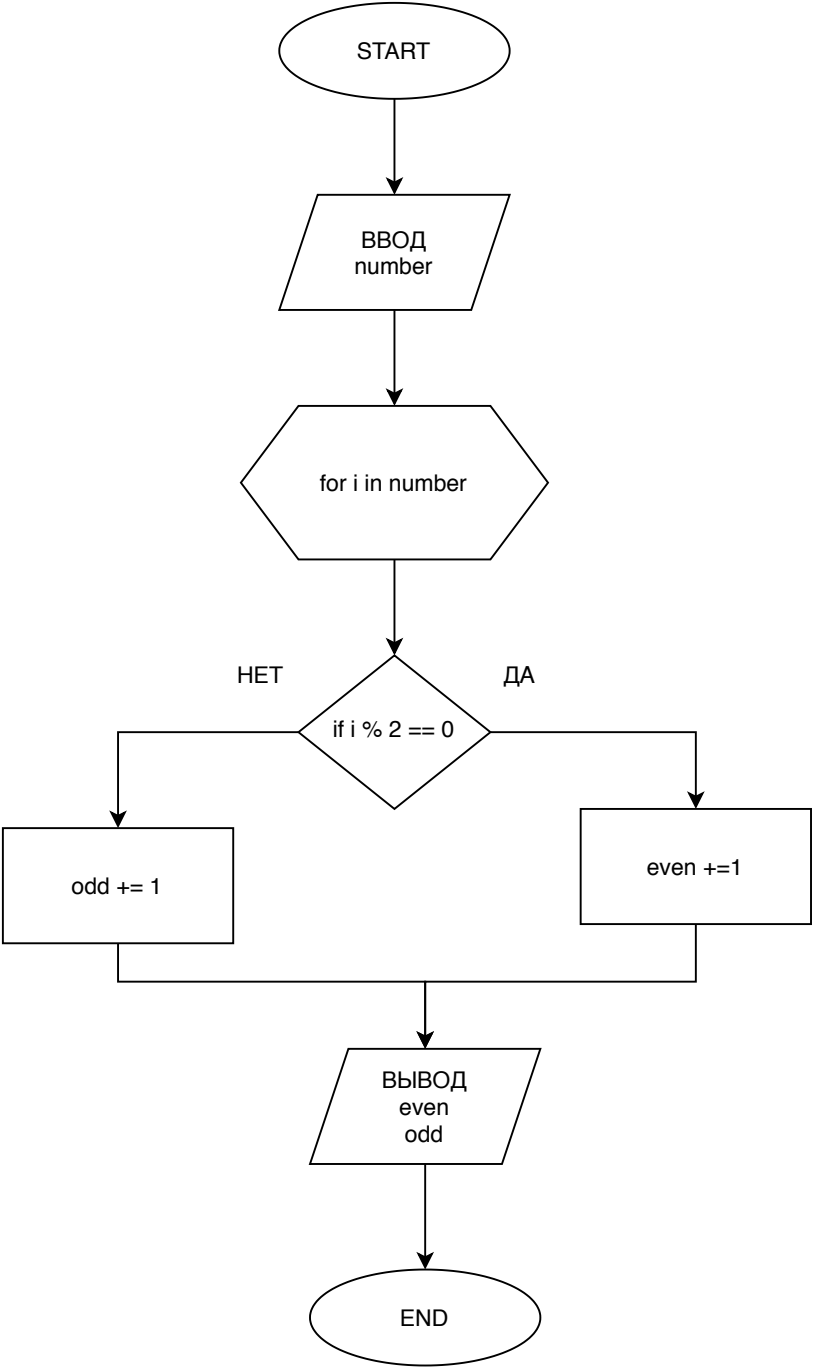 START
ВВОД
number
for i in number
НЕТ
ДА
if i % 2 == 0
odd += 1
even +=1
ВЫВОД
even
odd
END